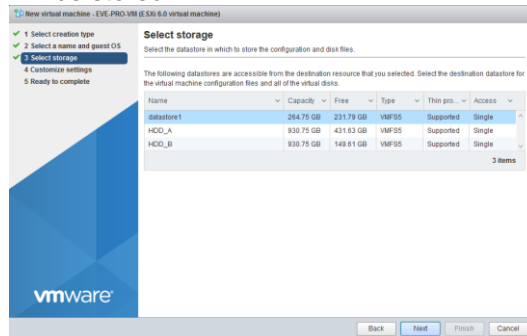 New virtual machine - EVE-PRO-VM (ESXi 6.0 virtual machine)
1 Select creation type
2 Select a name and guest OS
3 Select storage
4 Customize settings
5 Ready to complete
Select storage
Select the datastore in which to store the configuration and disk files.
The following datastores are accessible from the destination resource that you selected. Select the destination datastore for
the virtual machine configuration files and all of the virtual disks.
Name Capacity Free Type Thin pro... Access
datastore1 264.75 GB 231.79 GB VMFS5 Supported Single
HDD_A 930.75 GB 431.63 GB VMFS5 Supported Single
HDD_B 930.75 GB 149.61 GB VMFS5 Supported Single
3 items
vmware
Back Next Finish Cancel